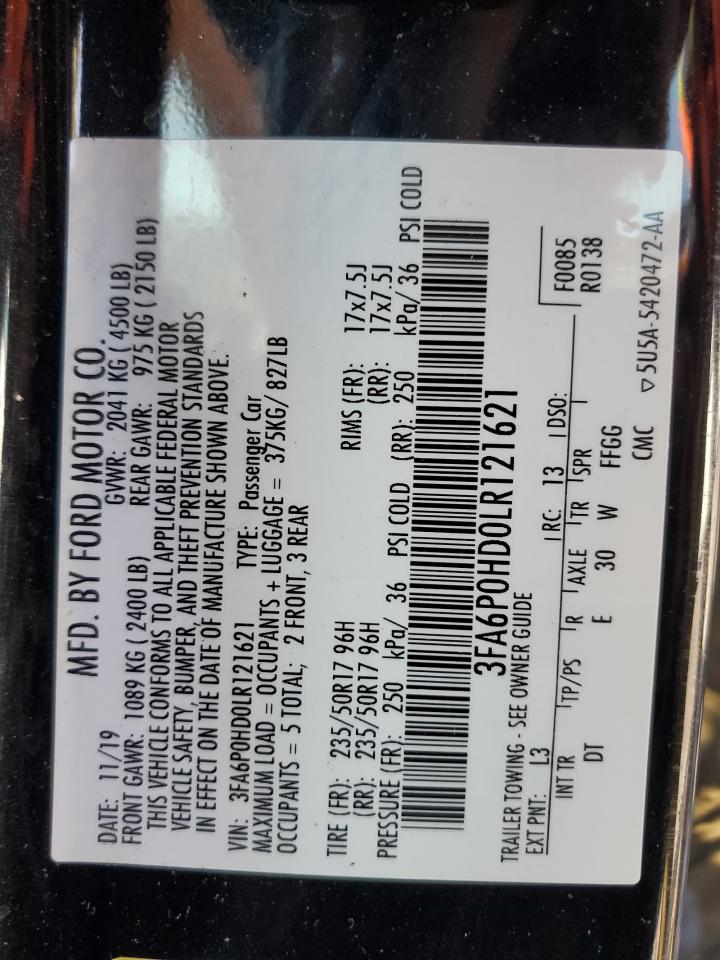 MFD. BY FORD MOTOR CO.
DATE: 11/19 GVWR: 2041 KG ( 4500 LB)
FRONT GAWR: 1089 KG ( 2400 LB) REAR GAWR: 975 KG ( 2150 LB)
THIS VEHICLE CONFORMS TO ALL APPLICABLE FEDERAL MOTOR
VEHICLE SAFETY, BUMPER, AND THEFT PREVENTION STANDARDS
IN EFFECT ON THE DATE OF MANUFACTURE SHOWN ABOVE.
VIN: 3FA6P0HD0LR121621 TYPE: Passenger Car
MAXIMUM LOAD = OCCUPANTS + LUGGAGE = 375KG/ 827LB
OCCUPANTS = 5 TOTAL; 2 FRONT, 3 REAR
TIRE (FR): 235/50R17 96H RIMS (FR): 17x7.5J
(RR): 235/50R17 96H (RR): 17x7.5J
PRESSURE (FR): 250 kPa/ 36 PSI COLD (RR): 250 kPa/ 36 PSI COLD
3FA6P0HD0LR121621
TRAILER TOWING - SEE OWNER GUIDE
EXT PNT: L3 RC: 13 DSO: F0085
INT TR TP/PS R AXLE TR SPR R0138
DT E 30 W FFGG
CMC ▽5U5A-5420472-AA